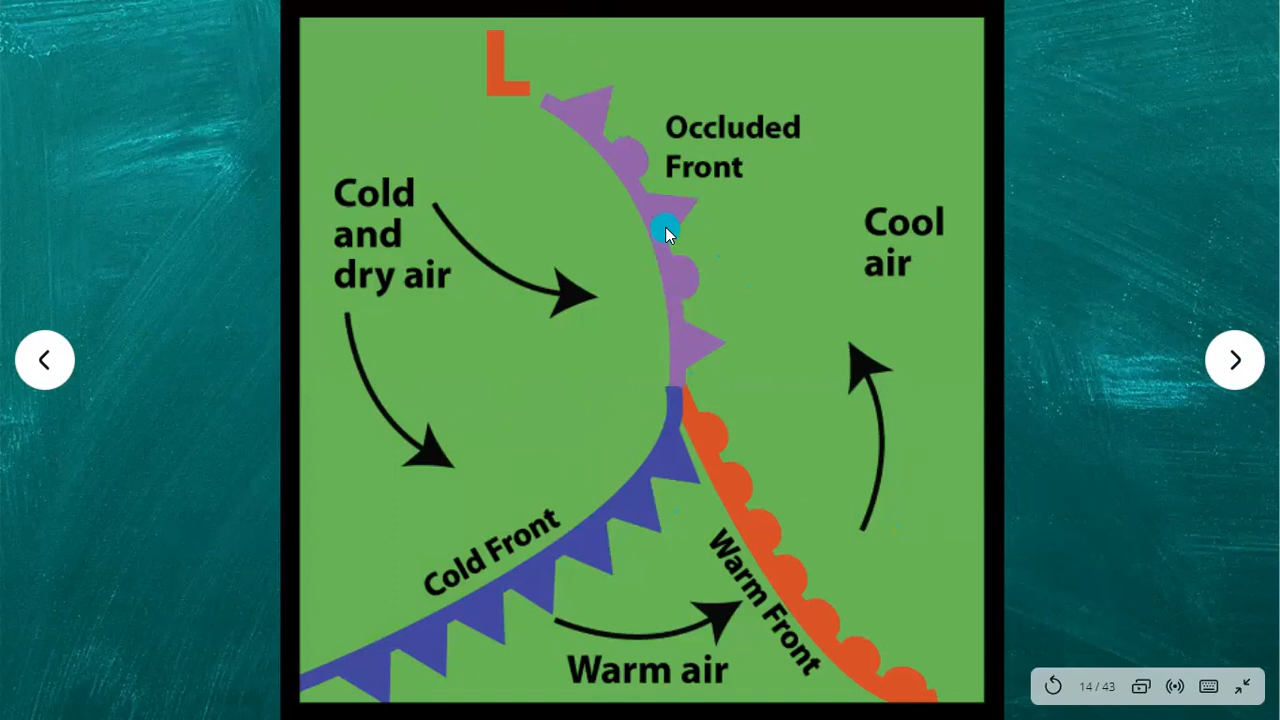 L
Occluded
Front
Cold
and
dry air
Cool
air
Cold Front
Warm Front
Warm air
14 / 43